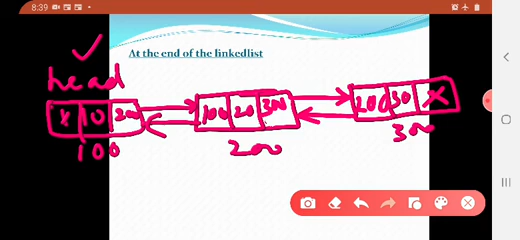 8:39
At the end of the linkedlist
head
x 10 200
100 20 300
200 30 x
100
200
300